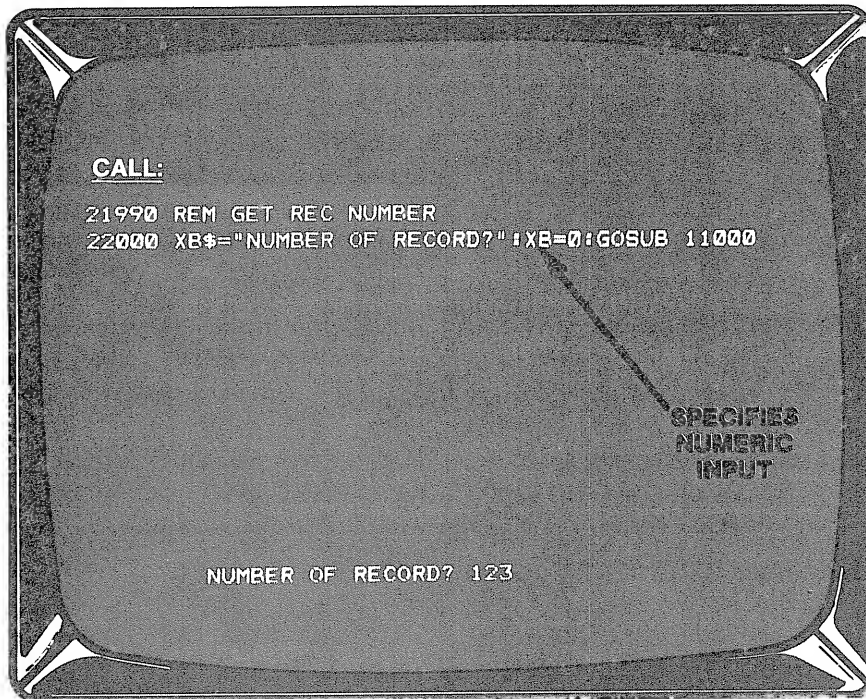 CALL:
21990 REM GET REC NUMBER
22000 XB$="NUMBER OF RECORD?":XB=0:GOSUB 11000
SPECIFIES
NUMERIC
INPUT
NUMBER OF RECORD? 123